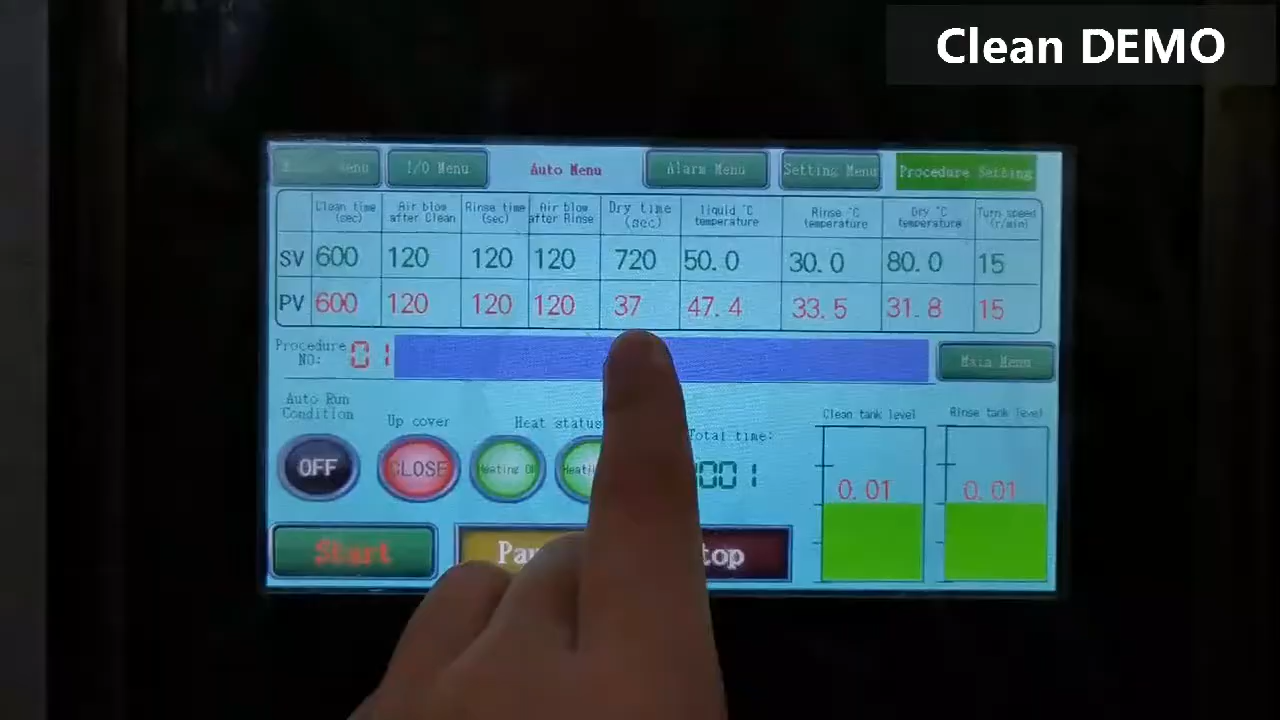 Clean DEMO
Menu I/O Menu Auto Menu Alarm Menu Setting Menu Procedure Setting
Clean time (sec) Air blow after Clean Rinse time (sec) Air blow after Rinse Dry time (sec) liquid °C temperature Rinse °C temperature Dry °C temperature Turn speed (r/min)
SV 600 120 120 120 720 50.0 30.0 80.0 15
PV 600 120 120 120 37 47.4 33.5 31.8 15
Procedure NO: 01 Main Menu
Auto Run Condition Up cover Heat status Total time: Clean tank level Rinse tank level
OFF CLOSE Heating 001 0.01 0.01
Start